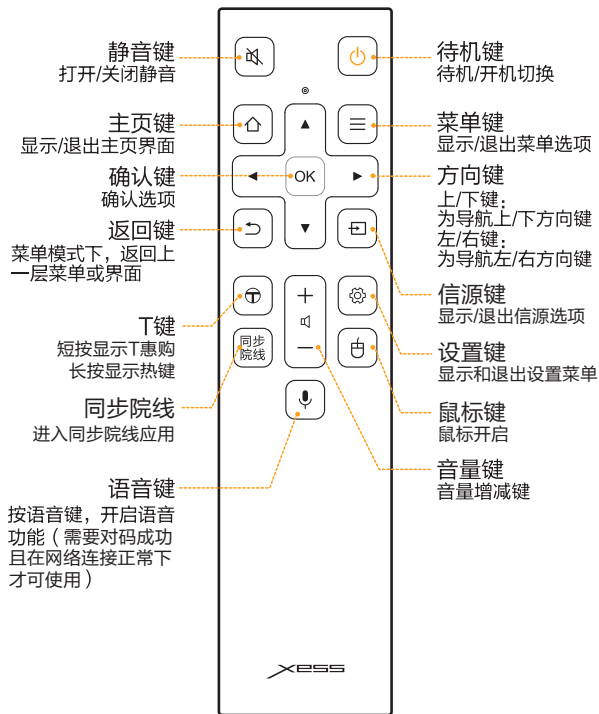 静音键
打开/关闭静音
主页键
显示/退出主页界面
确认键
确认选项
返回键
菜单模式下，返回上
一层菜单或界面
T键
短按显示T惠购
长按显示热键
同步院线
进入同步院线应用
语音键
按语音键，开启语音
功能（需要对码成功
且在网络连接正常下
才可使用）
OK
同步
院线
xess
待机键
待机/开机切换
菜单键
显示/退出菜单选项
方向键
上/下键：
为导航上/下方向键
左/右键：
为导航左/右方向键
信源键
显示/退出信源选项
设置键
显示和退出设置菜单
鼠标键
鼠标开启
音量键
音量增减键